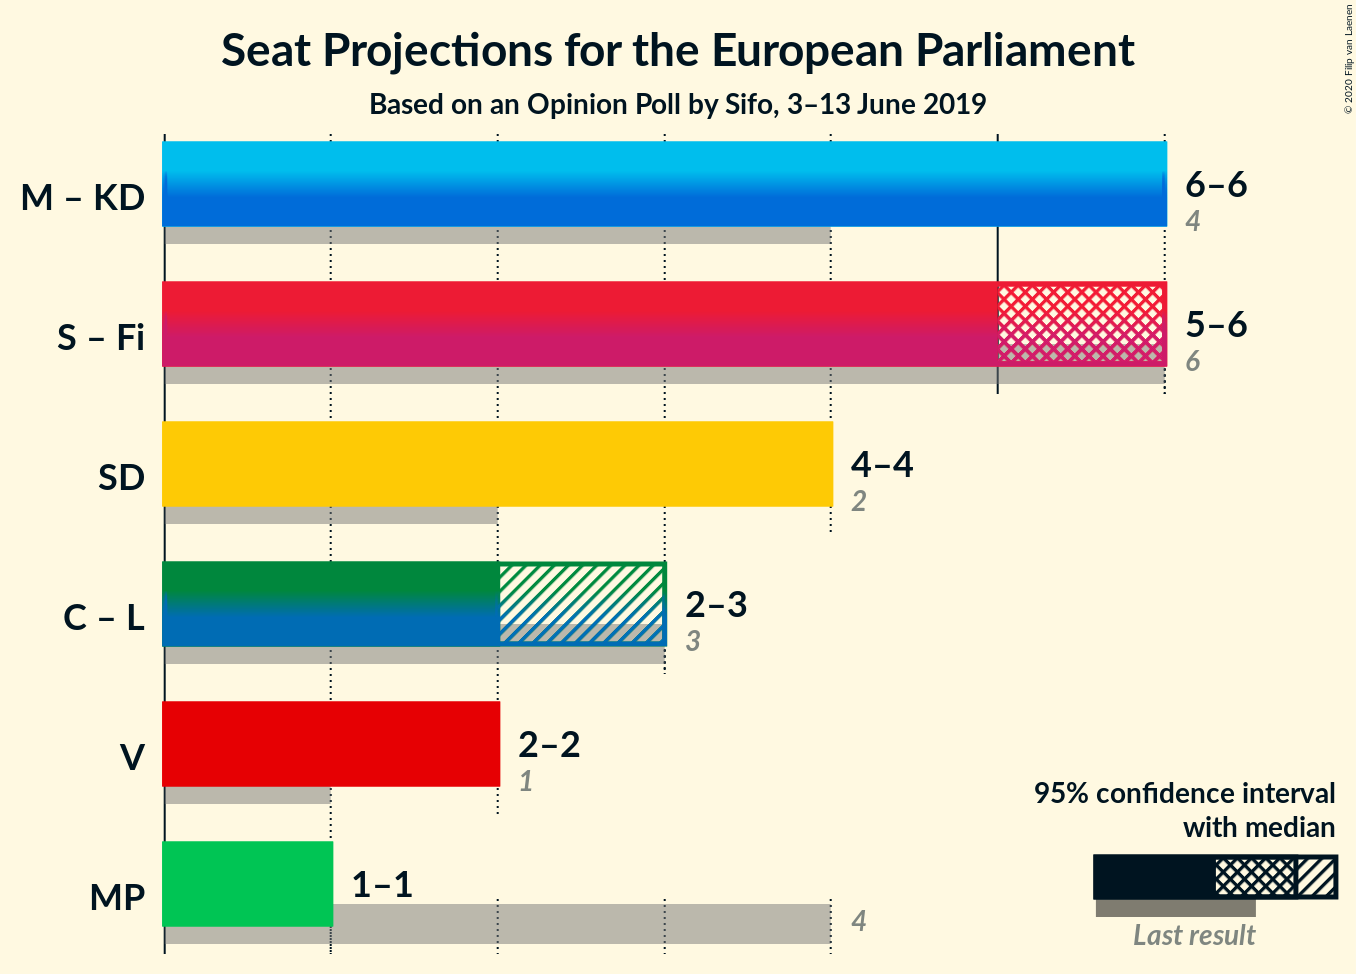 Seat Projections for the European Parliament
Based on an Opinion Poll by Sifo, 3–13 June 2019
© 2020 Filip van Laenen
M – KD
6–6
4
S – Fi
5–6
6
SD
4–4
2
C – L
2–3
3
V
2–2
1
MP
1–1
4
95% confidence interval
with median
Last result